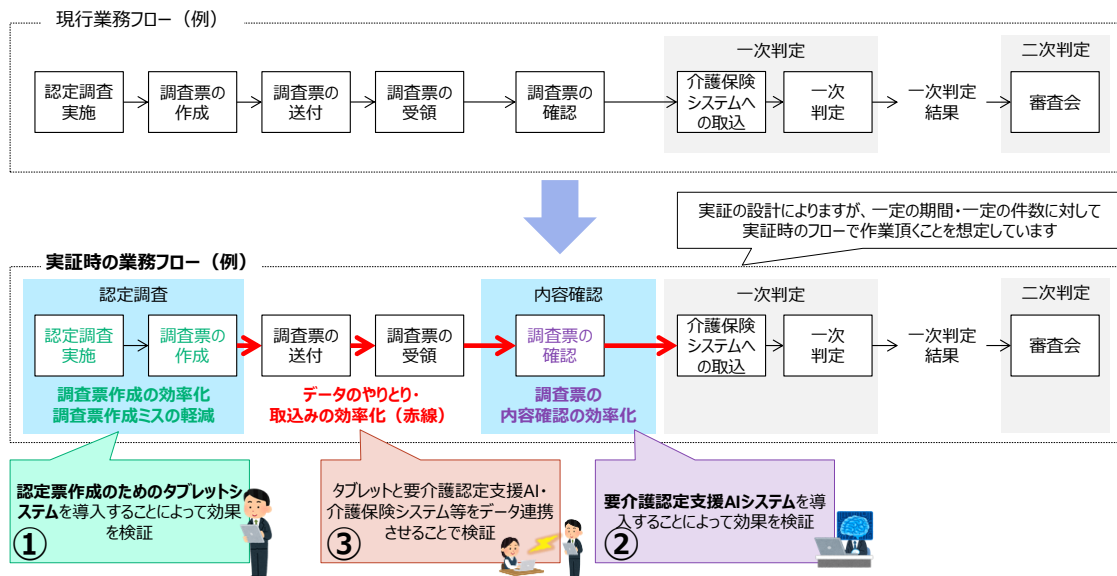 現行業務フロー（例）
一次判定
二次判定
認定調査
実施
調査票の
作成
調査票の
送付
調査票の
受領
調査票の
確認
介護保険
システムへ
の取込
一次
判定
一次判定
結果
審査会
実証の設計によりますが、一定の期間・一定の件数に対して
実証時のフローで作業頂くことを想定しています
実証時の業務フロー（例）
認定調査
内容確認
一次判定
二次判定
認定調査
実施
調査票の
作成
調査票の
送付
調査票の
受領
調査票の
確認
介護保険
システムへ
の取込
一次
判定
一次判定
結果
審査会
調査票作成の効率化
調査票作成ミスの軽減
データのやりとり・
取込みの効率化（赤線）
調査票の
内容確認の効率化
認定票作成のためのタブレットシ
ステムを導入することによって効果
を検証
①
タブレットと要介護認定支援AI・
介護保険システム等をデータ連携
させることで検証
③
要介護認定支援AIシステムを導
入することによって効果を検証
②